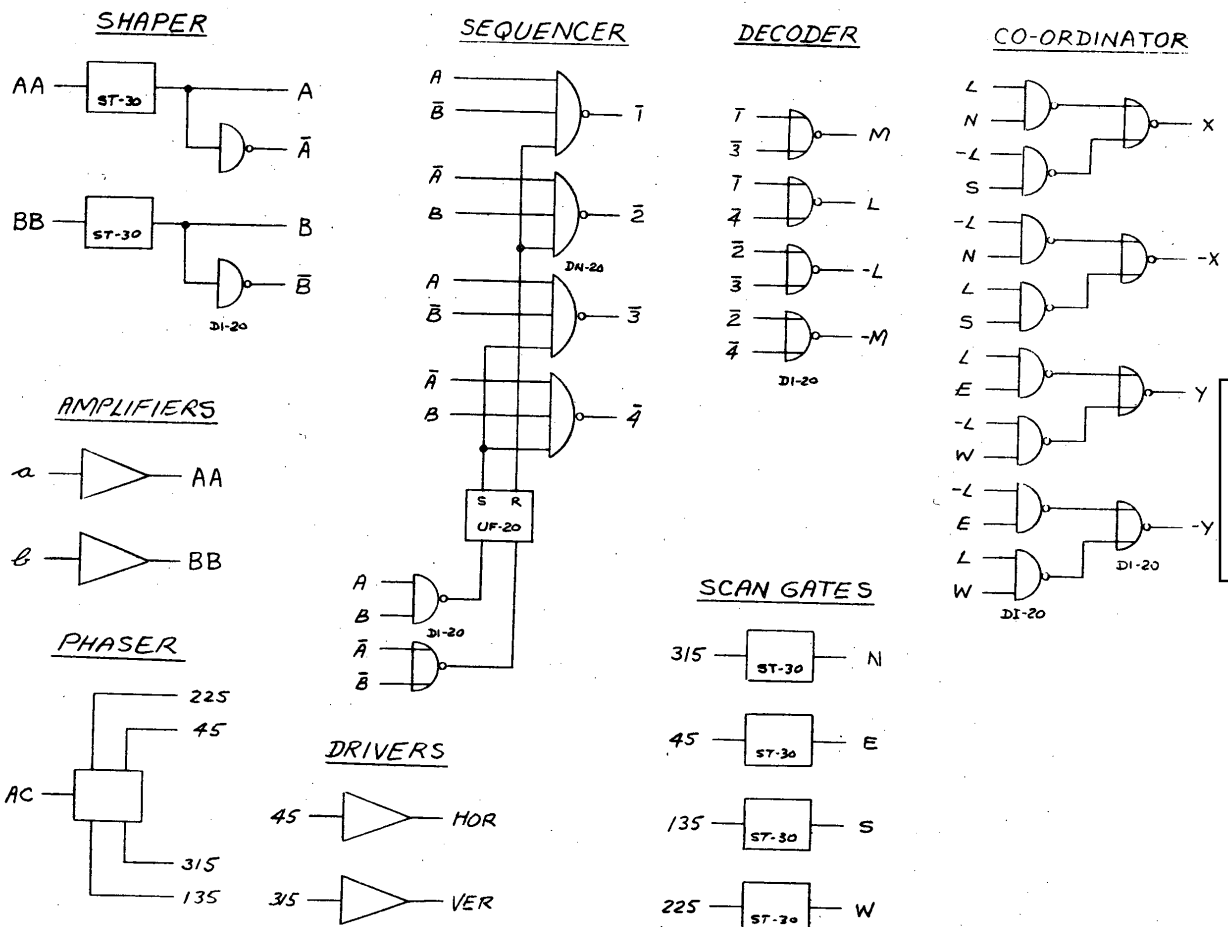 SHAPER
AA
ST-30
A
Ā
BB
ST-30
B
B̄
DI-20
AMPLIFIERS
a
AA
b
BB
PHASER
225
45
AC
315
135
SEQUENCER
A
B̄
1̄
Ā
B
2̄
DN-20
A
B̄
3̄
Ā
B
4̄
S R
UF-20
A
B
DI-20
Ā
B̄
DRIVERS
45
HOR
315
VER
DECODER
1̄
3̄
M
1̄
4̄
L
2̄
3̄
-L
2̄
4̄
-M
DI-20
SCAN GATES
315
ST-30
N
45
ST-30
E
135
ST-30
S
225
ST-30
W
CO-ORDINATOR
L
N
X
-L
S
-L
N
-X
L
S
L
E
Y
-L
W
-L
E
-Y
L
W
DI-20
DI-20